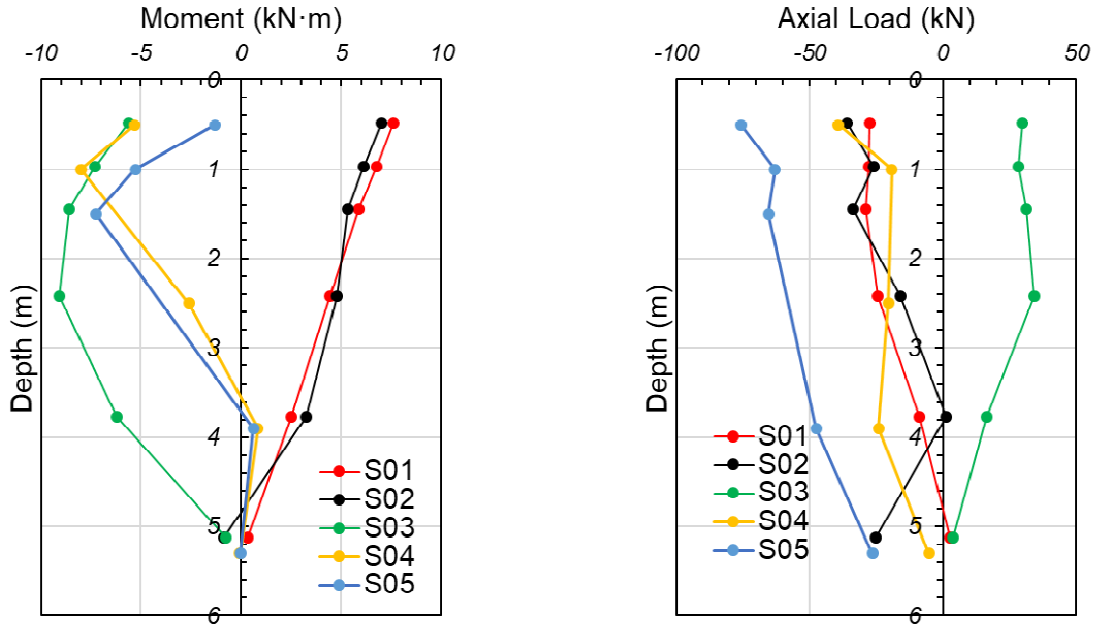 Moment (kN·m)
-10 -5 0 5 10
0
1
2
3
4
5
6
Depth (m)
S01
S02
S03
S04
S05
Axial Load (kN)
-100 -50 0 50
0
1
2
3
4
5
6
Depth (m)
S01
S02
S03
S04
S05